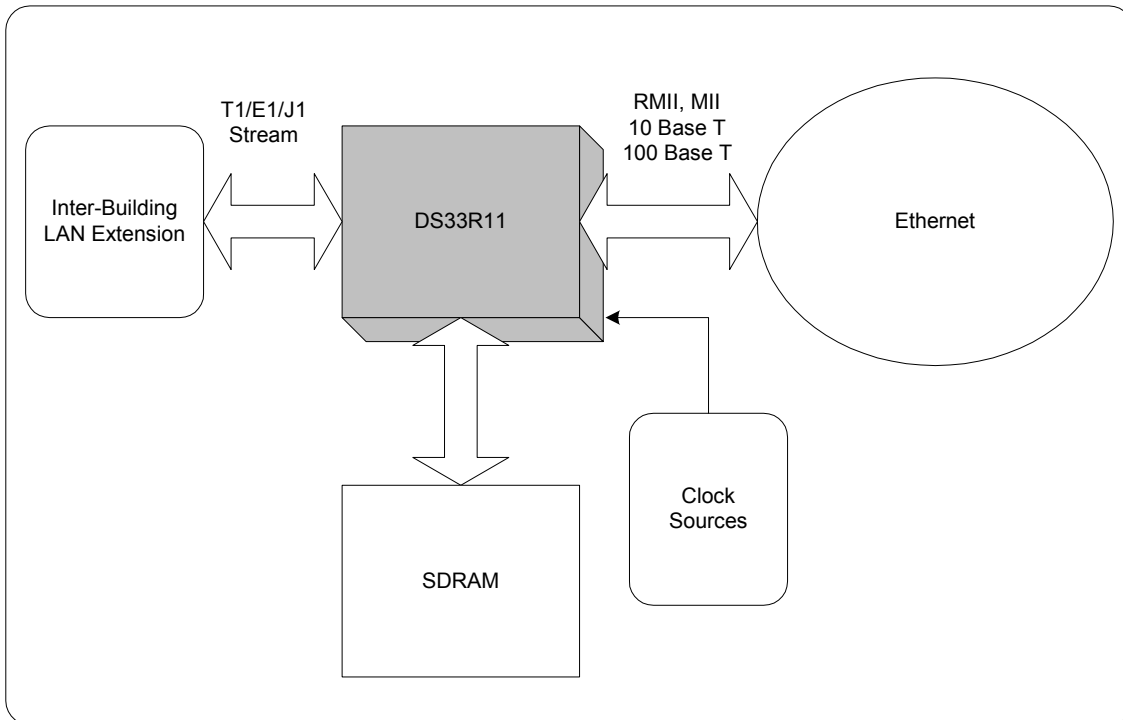 T1/E1/J1
Stream
RMII, MII
10 Base T
100 Base T
Inter-Building
LAN Extension
DS33R11
Ethernet
Clock
Sources
SDRAM